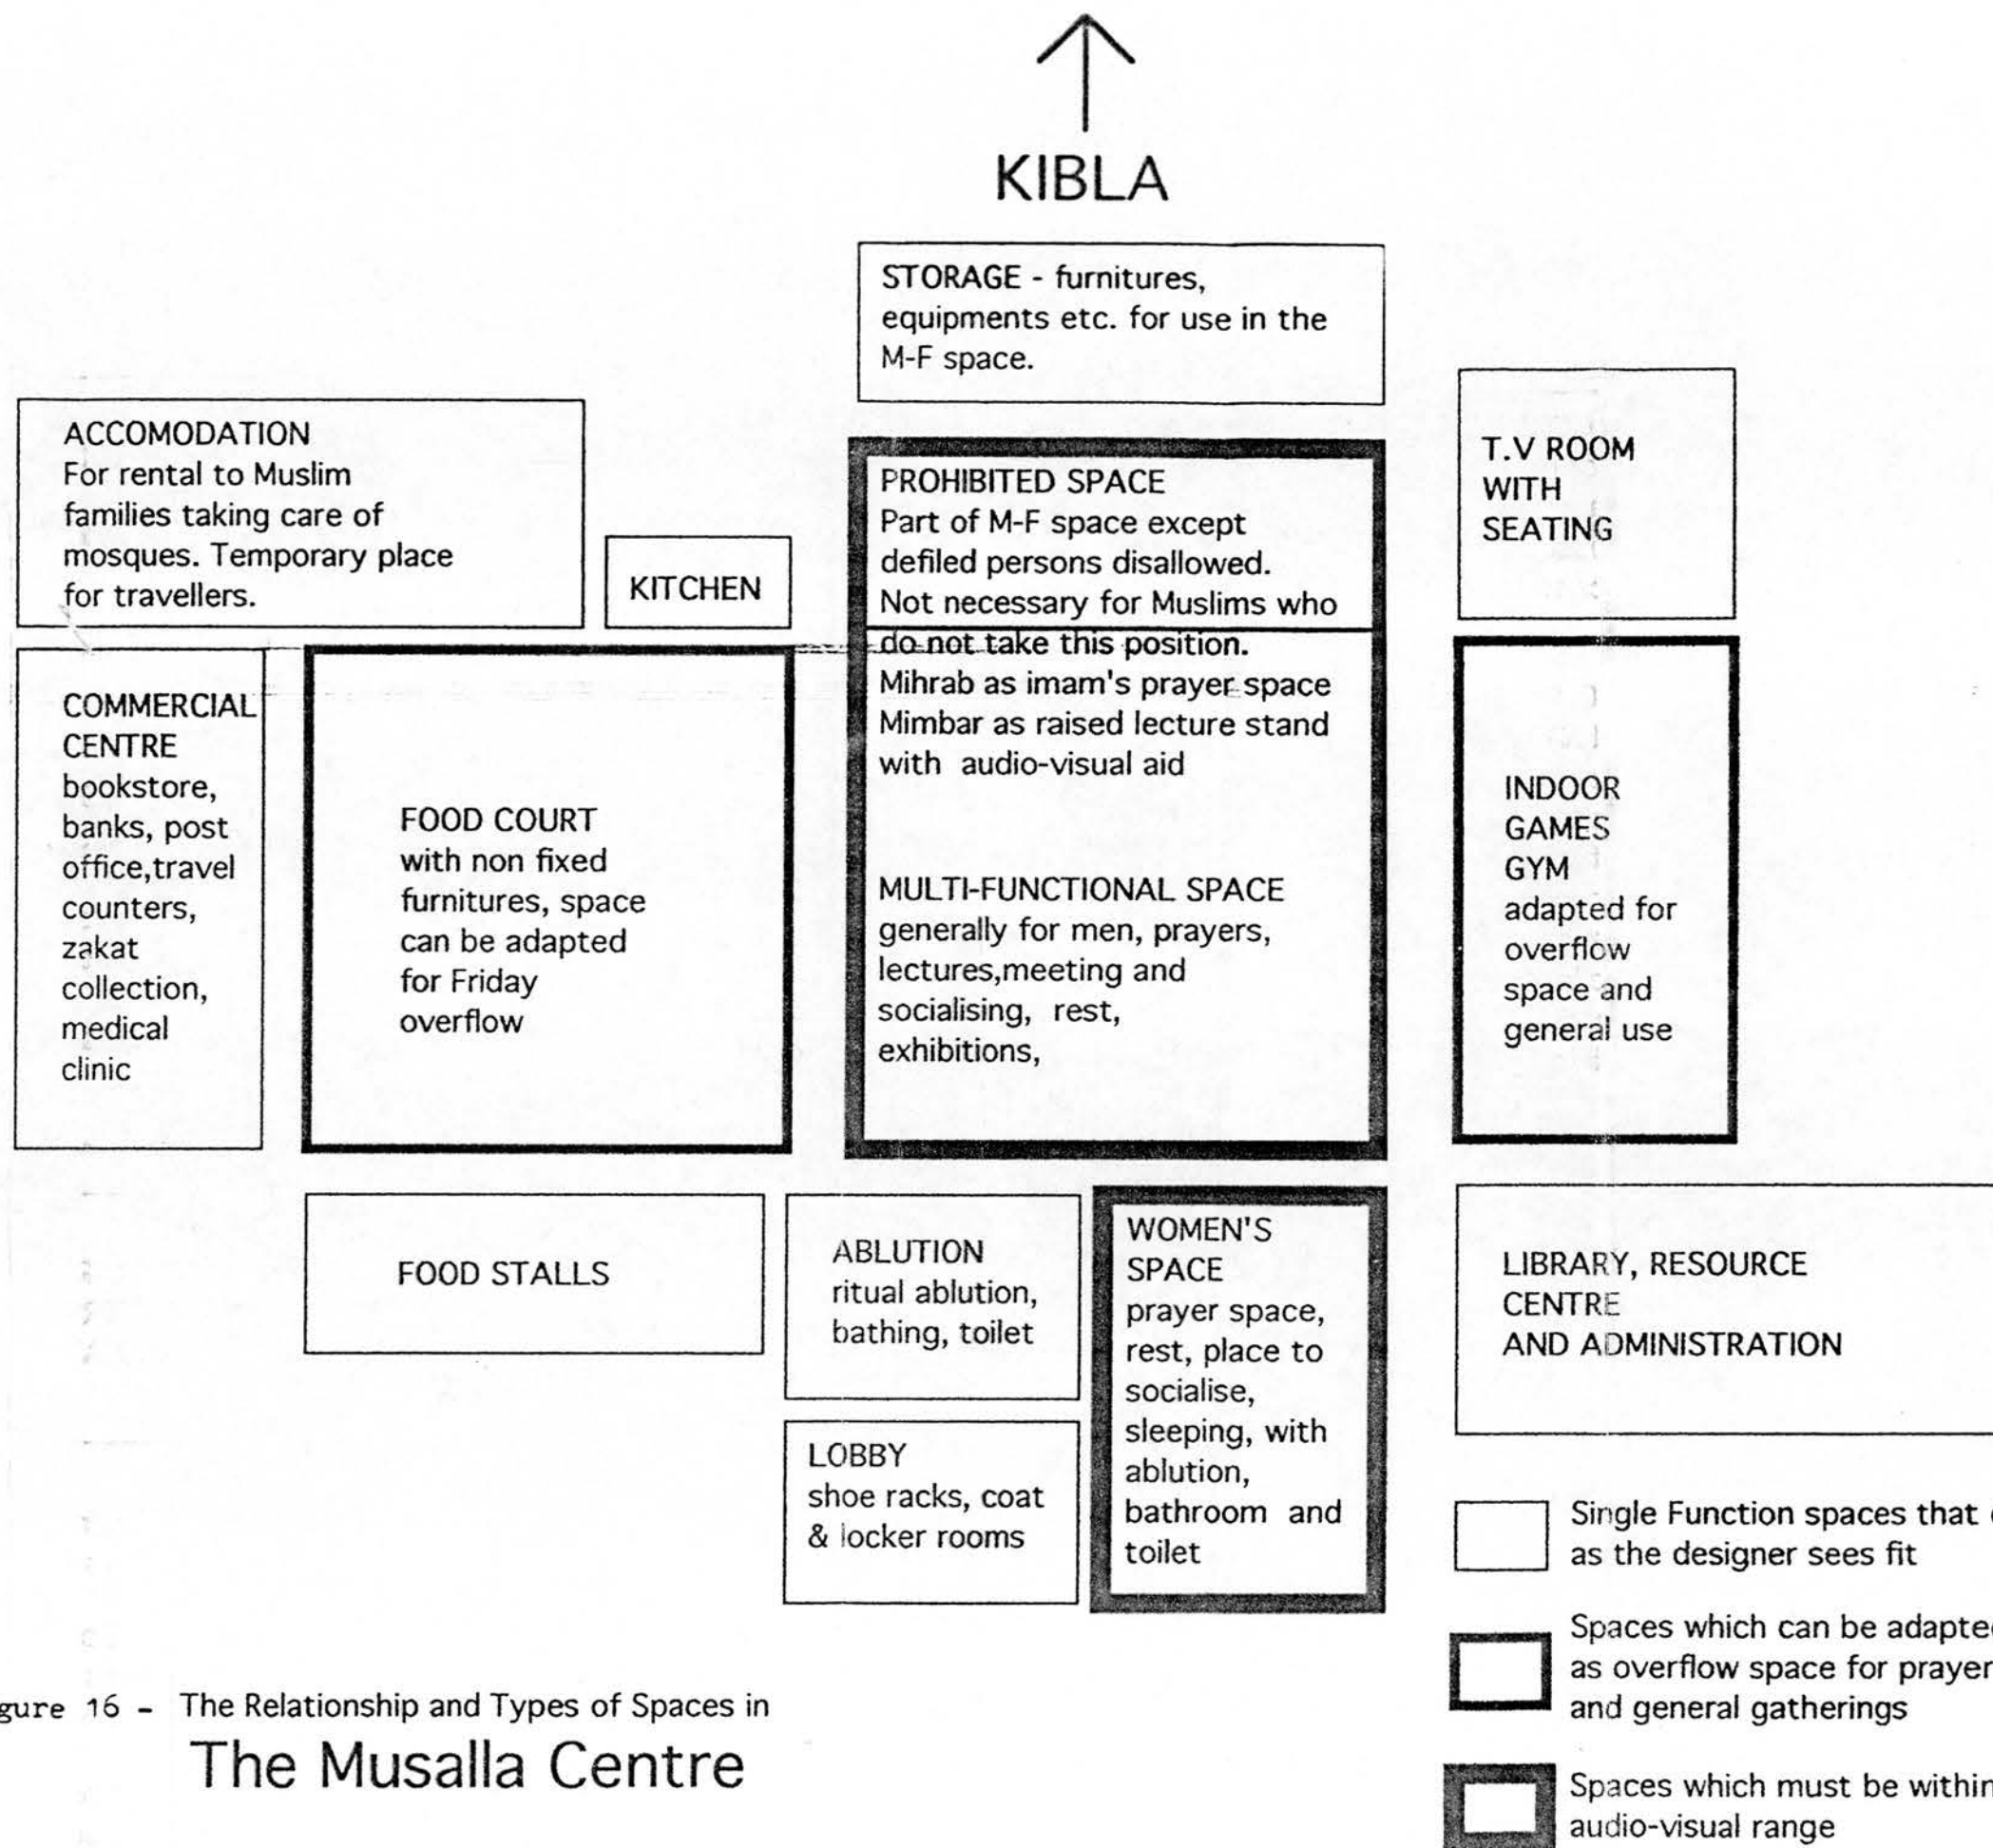 KIBLA
STORAGE - furnitures,
equipments etc. for use in the
M-F space.
ACCOMODATION
For rental to Muslim
families taking care of
mosques. Temporary place
for travellers.
KITCHEN
PROHIBITED SPACE
Part of M-F space except
defiled persons disallowed.
Not necessary for Muslims who
do not take this position.
Mihrab as imam's prayer space
Mimbar as raised lecture stand
with audio-visual aid
T.V ROOM
WITH
SEATING
COMMERCIAL
CENTRE
bookstore,
banks, post
office,travel
counters,
zakat
collection,
medical
clinic
FOOD COURT
with non fixed
furnitures, space
can be adapted
for Friday
overflow
MULTI-FUNCTIONAL SPACE
generally for men, prayers,
lectures,meeting and
socialising, rest,
exhibitions,
INDOOR
GAMES
GYM
adapted for
overflow
space and
general use
FOOD STALLS
ABLUTION
ritual ablution,
bathing, toilet
WOMEN'S
SPACE
prayer space,
rest, place to
socialise,
sleeping, with
ablution,
bathroom and
toilet
LIBRARY, RESOURCE
CENTRE
AND ADMINISTRATION
LOBBY
shoe racks, coat
& locker rooms
Single Function spaces that
as the designer sees fit
Spaces which can be adapted
as overflow space for prayer
and general gatherings
Spaces which must be within
audio-visual range
gure 16 - The Relationship and Types of Spaces in
The Musalla Centre